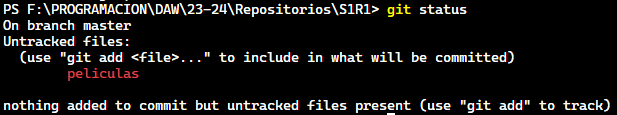 PS F:\PROGRAMACION\DAW\23-24\Repositorios\S1R1> git status
On branch master
Untracked files:
  (use "git add <file>..." to include in what will be committed)
        peliculas

nothing added to commit but untracked files present (use "git add" to track)